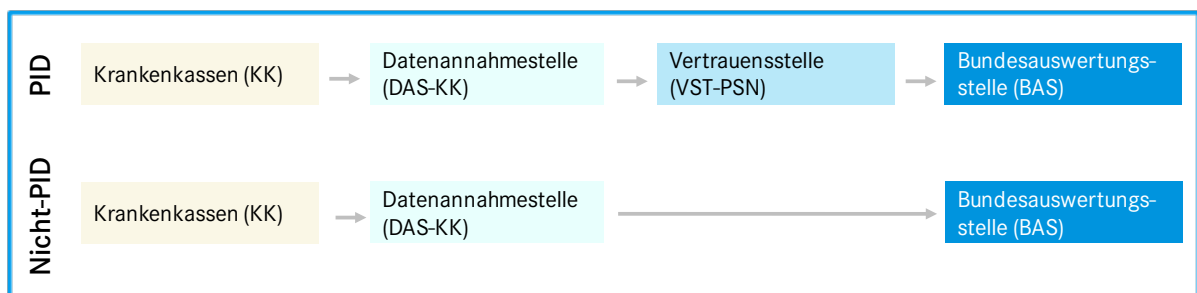 PID
Krankenkassen (KK)
Datenannahmestelle
(DAS-KK)
Vertrauensstelle
(VST-PSN)
Bundesauswertungs-
stelle (BAS)
Nicht-PID
Krankenkassen (KK)
Datenannahmestelle
(DAS-KK)
Bundesauswertungs-
stelle (BAS)